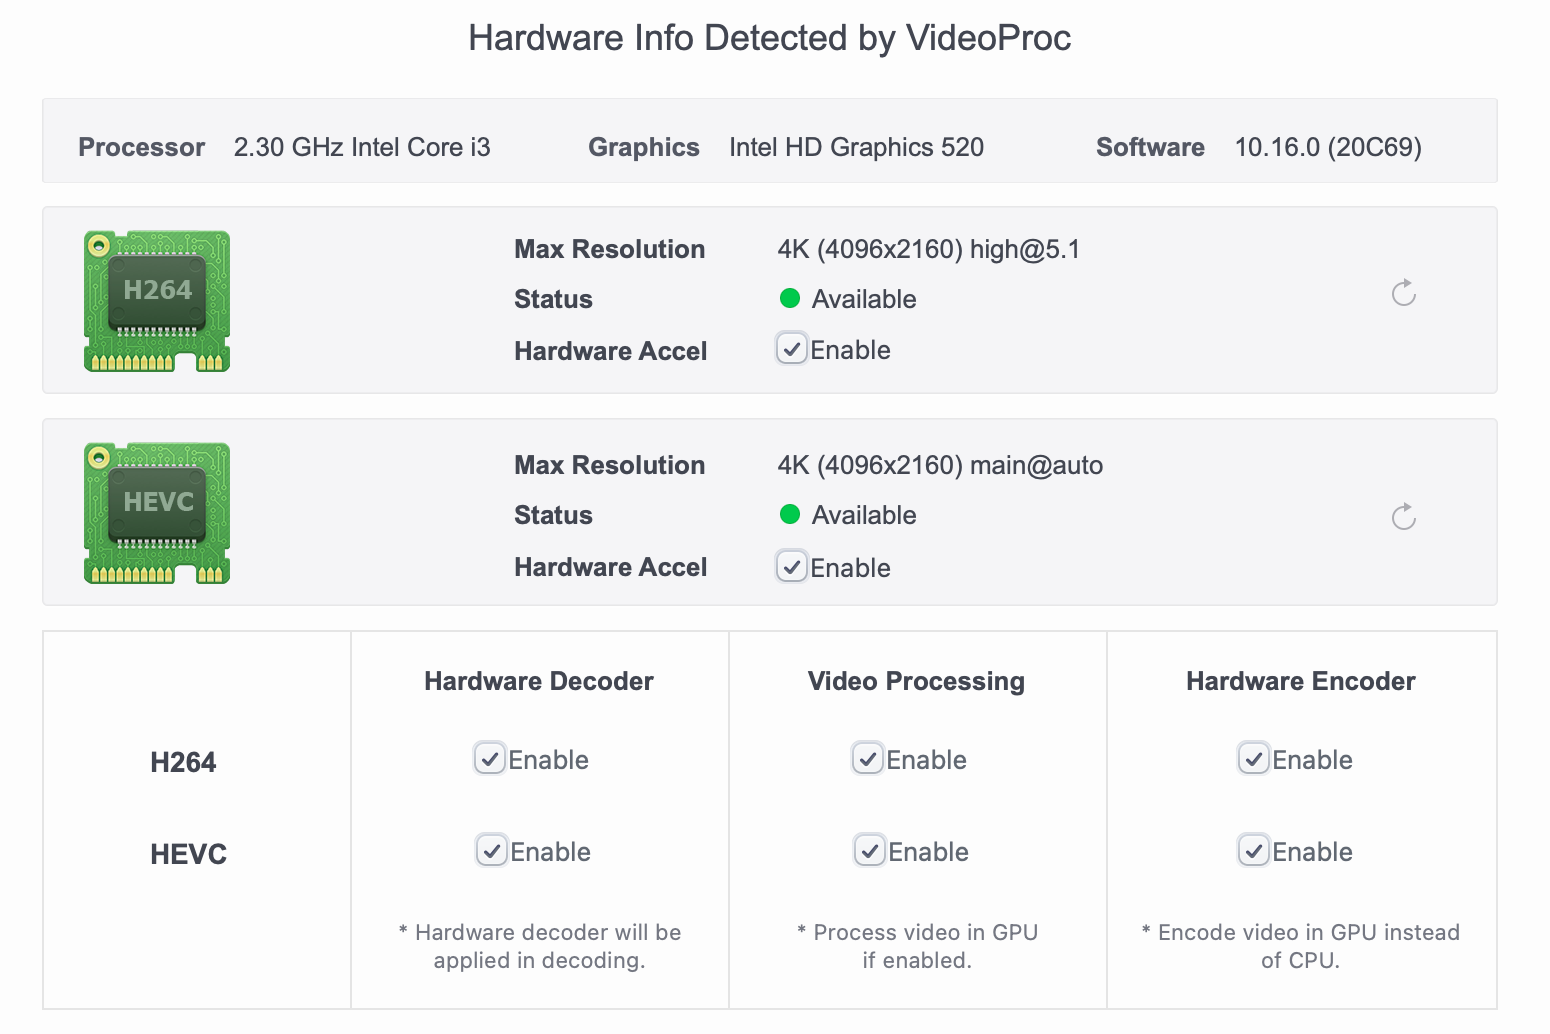 Hardware Info Detected by VideoProc
Processor 2.30 GHz Intel Core i3 Graphics Intel HD Graphics 520 Software 10.16.0 (20C69)
H264
Max Resolution 4K (4096x2160) high@5.1
Status Available
Hardware Accel Enable
HEVC
Max Resolution 4K (4096x2160) main@auto
Status Available
Hardware Accel Enable
Hardware Decoder Video Processing Hardware Encoder
H264 Enable Enable Enable
HEVC Enable Enable Enable
* Hardware decoder will be
applied in decoding.
* Process video in GPU
if enabled.
* Encode video in GPU instead
of CPU.